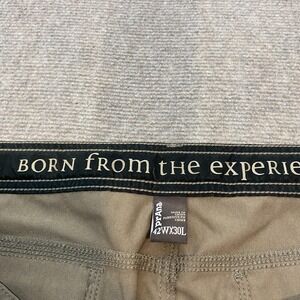 BORN from THE EXPERIE
prAna
42WX30L